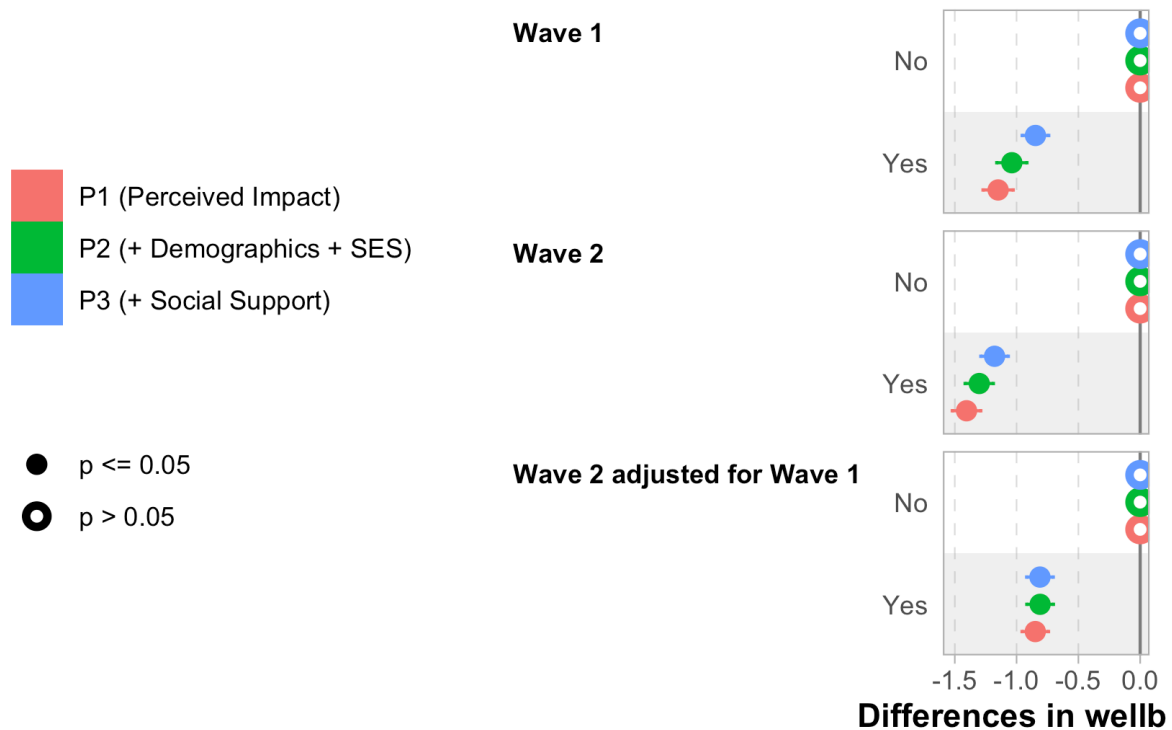 Wave 1
No
Yes
P1 (Perceived Impact)
P2 (+ Demographics + SES)
P3 (+ Social Support)
Wave 2
No
Yes
p <= 0.05
p > 0.05
Wave 2 adjusted for Wave 1
No
Yes
-1.5 -1.0 -0.5 0.0
Differences in wellb